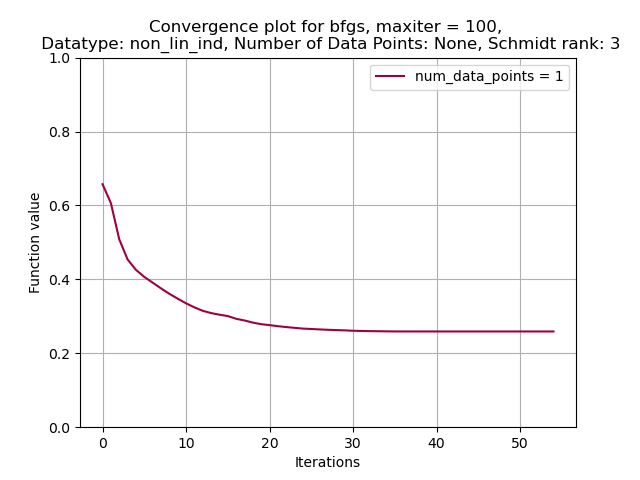 Convergence plot for bfgs, maxiter = 100,
Datatype: non_lin_ind, Number of Data Points: None, Schmidt rank: 3
num_data_points = 1
1.0
0.8
0.6
0.4
0.2
0.0
Function value
0 10 20 30 40 50
Iterations